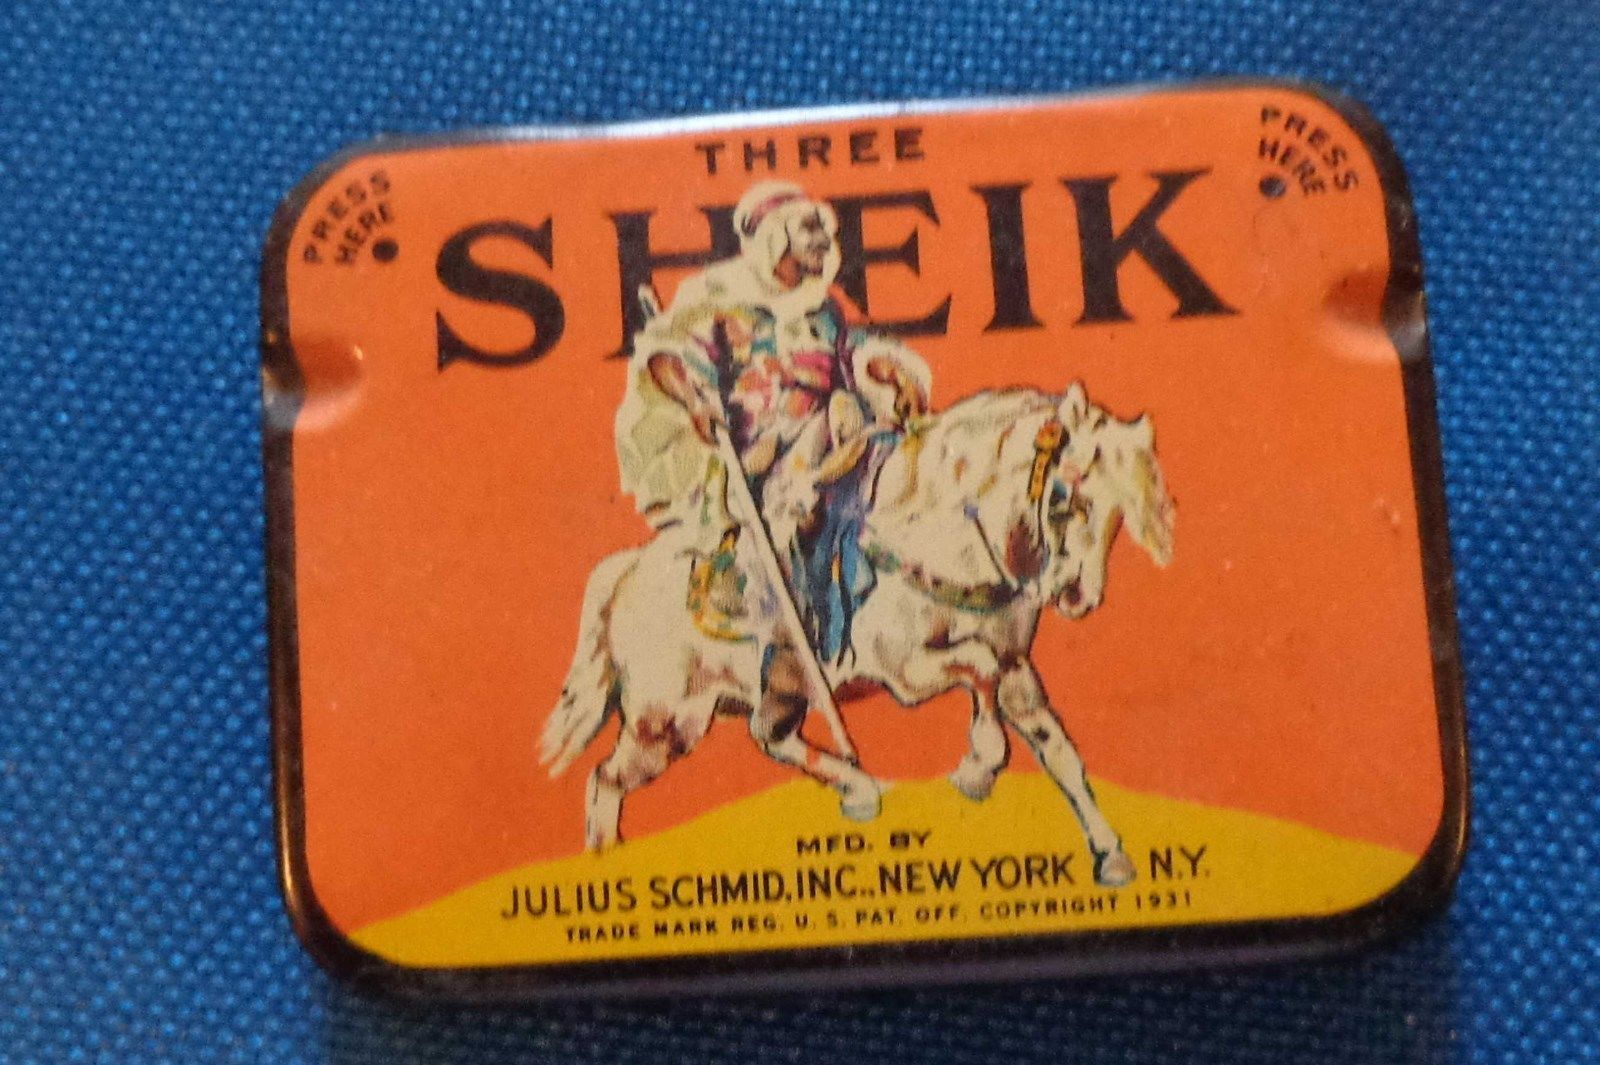 THREE
SHEIK
PRESS
HERE
PRESS
HERE
MFD. BY
JULIUS SCHMID, INC., NEW YORK N.Y.
TRADE MARK REG. U. S. PAT. OFF. COPYRIGHT 1931